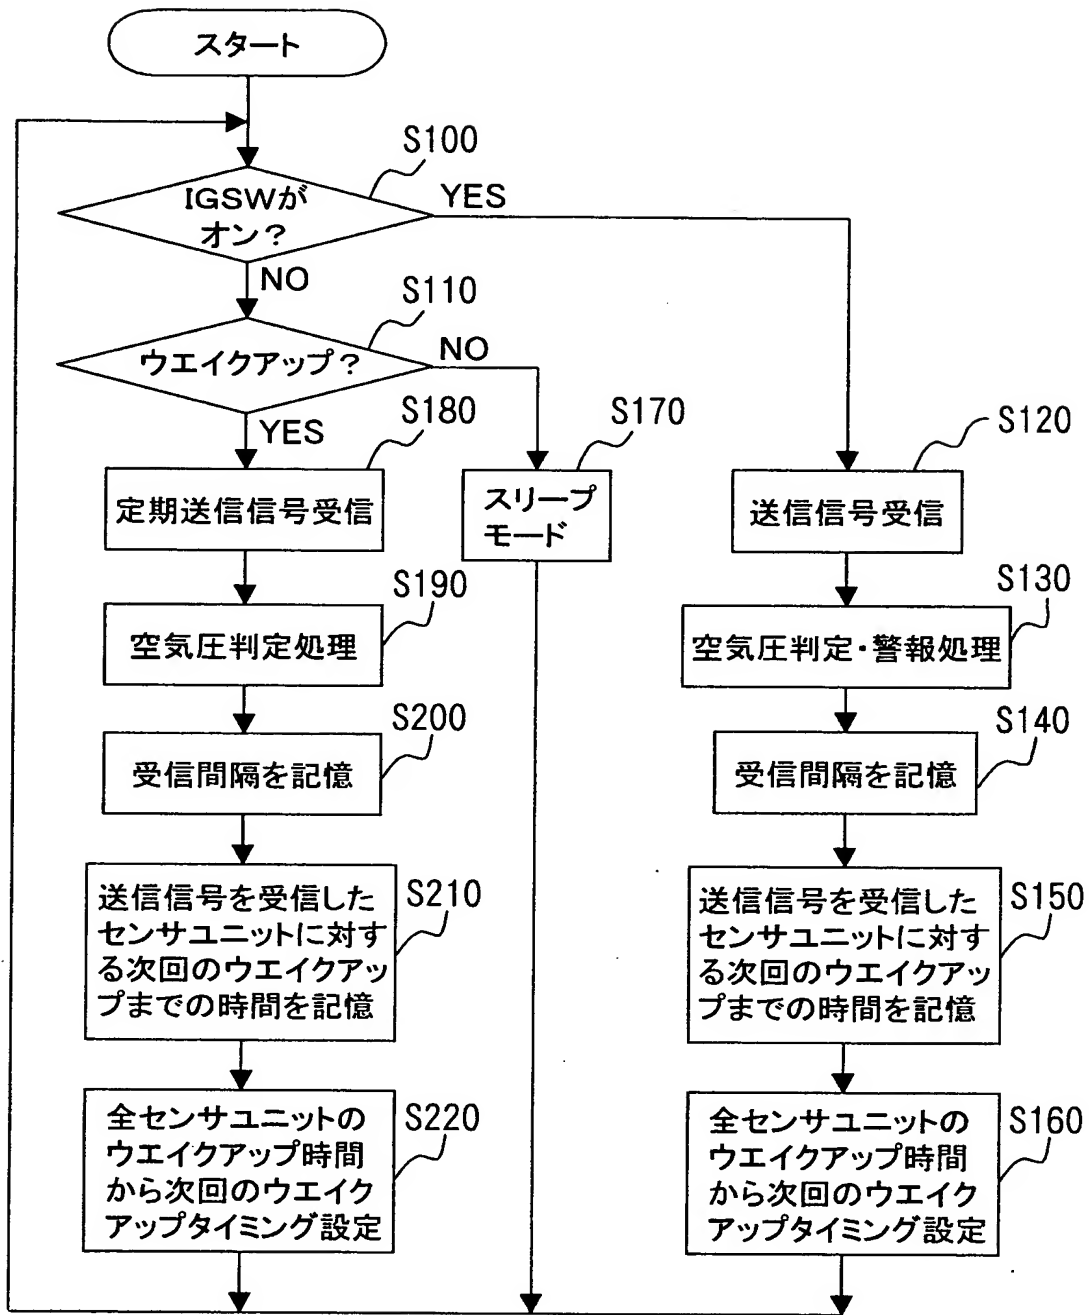 スタート
S100
IGSWが
オン？
YES
NO
S110
ウエイクアップ？
NO
YES
S180
定期送信信号受信
S190
空気圧判定処理
S200
受信間隔を記憶
S210
送信信号を受信した
センサユニットに対す
る次回のウエイクアッ
プまでの時間を記憶
S220
全センサユニットの
ウエイクアップ時間
から次回のウエイク
アップタイミング設定
S170
スリープ
モード
S120
送信信号受信
S130
空気圧判定・警報処理
S140
受信間隔を記憶
S150
送信信号を受信した
センサユニットに対す
る次回のウエイクアッ
プまでの時間を記憶
S160
全センサユニットの
ウエイクアップ時間
から次回のウエイク
アップタイミング設定